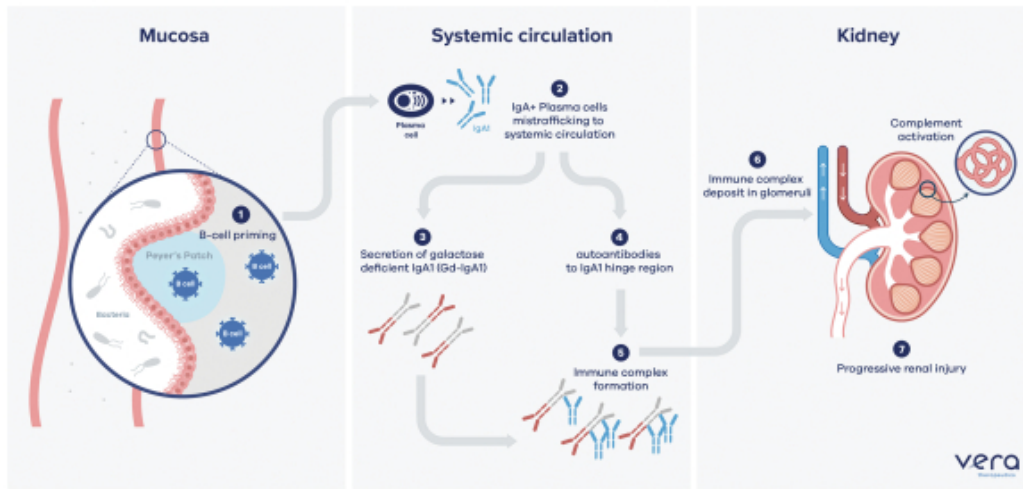 Mucosa
1
B-cell priming
Peyer's Patch
B cell
B cell
B-cell
Bacteria
Systemic circulation
Plasma
cell
IgA1
2
IgA+ Plasma cells
mistrafficking to
systemic circulation
3
Secretion of galactose
deficient IgA1 (Gd-IgA1)
4
autoantibodies
to IgA1 hinge region
5
Immune complex
formation
Kidney
Complement
activation
6
Immune complex
deposit in glomeruli
7
Progressive renal injury
vera
therapeutics